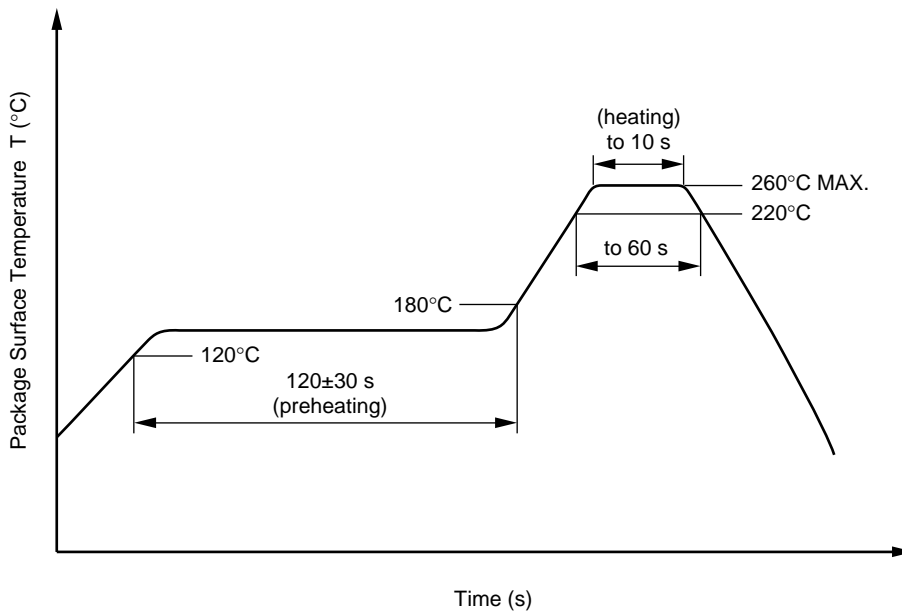 Package Surface Temperature T (°C)
(heating)
to 10 s
260°C MAX.
220°C
to 60 s
180°C
120°C
120±30 s
(preheating)
Time (s)